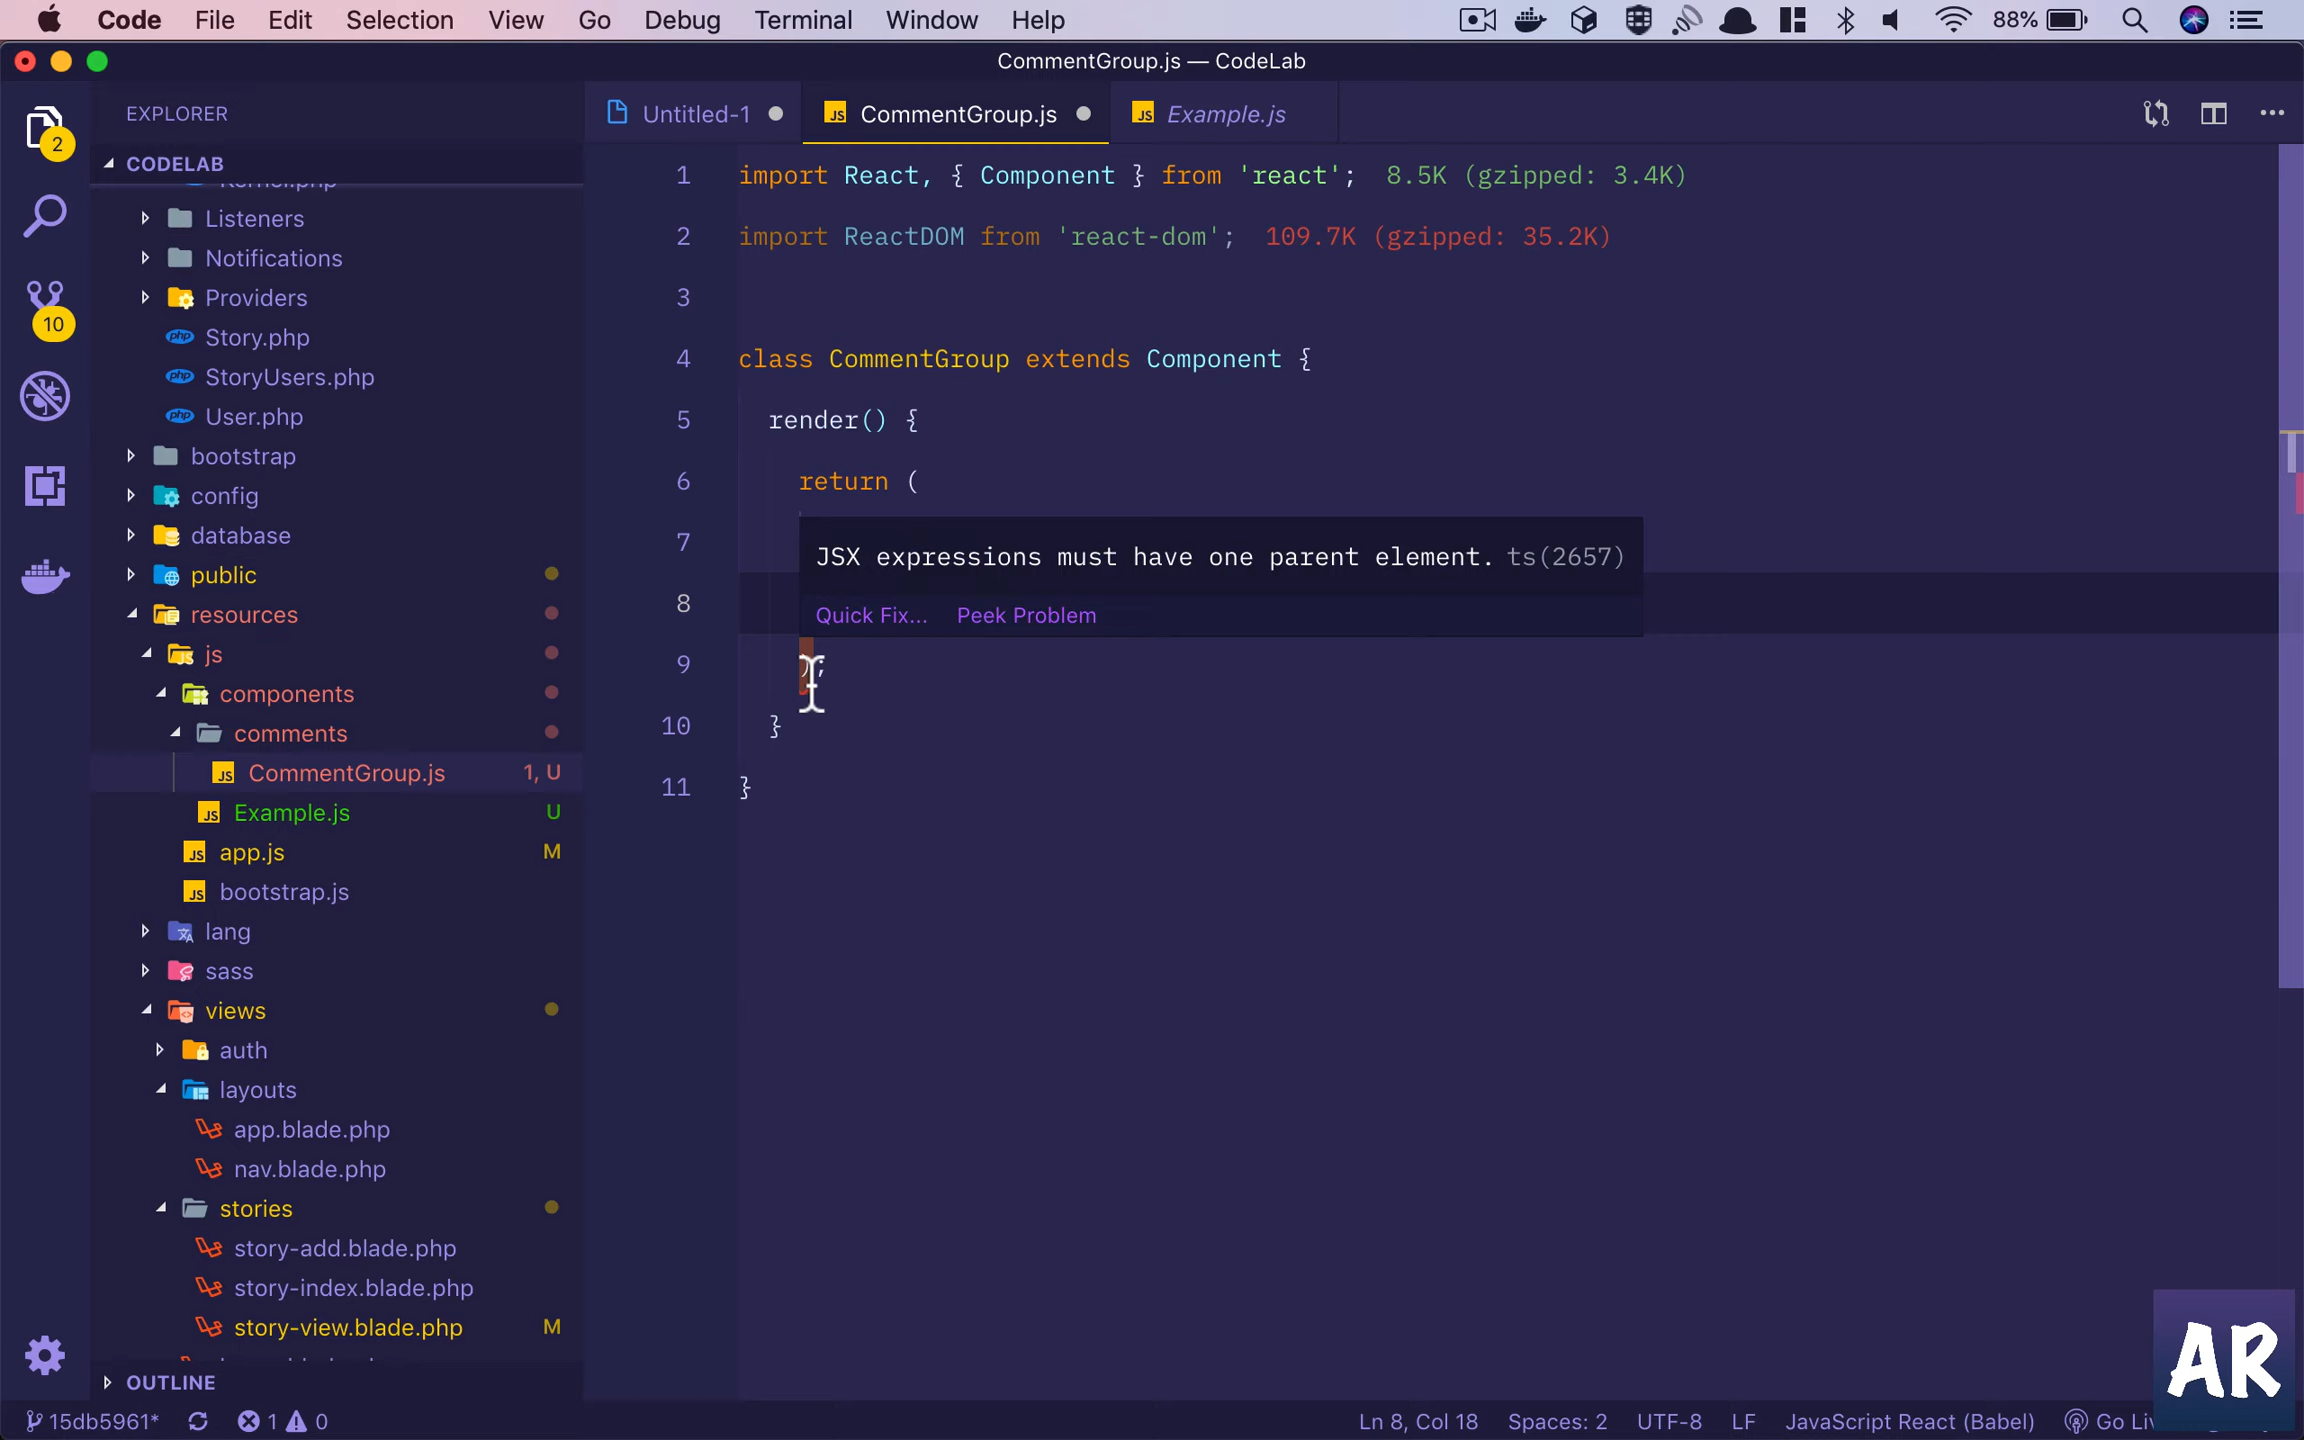 Code File Edit Selection View Go Debug Terminal Window Help 88%
CommentGroup.js — CodeLab
EXPLORER
2
CODELAB
Listeners
Notifications
Providers
10
Story.php
StoryUsers.php
User.php
bootstrap
config
database
public
resources
js
components
comments
CommentGroup.js 1, U
Example.js U
app.js M
bootstrap.js
lang
sass
views
auth
layouts
app.blade.php
nav.blade.php
stories
story-add.blade.php
story-index.blade.php
story-view.blade.php M
OUTLINE
Untitled-1 CommentGroup.js Example.js
1 import React, { Component } from 'react'; 8.5K (gzipped: 3.4K)
2 import ReactDOM from 'react-dom'; 109.7K (gzipped: 35.2K)
3
4 class CommentGroup extends Component {
5 render() {
6 return (
7
JSX expressions must have one parent element. ts(2657)
8
Quick Fix... Peek Problem
9 );
10 }
11 }
AR
15db5961* 1 0 Ln 8, Col 18 Spaces: 2 UTF-8 LF JavaScript React (Babel) Go